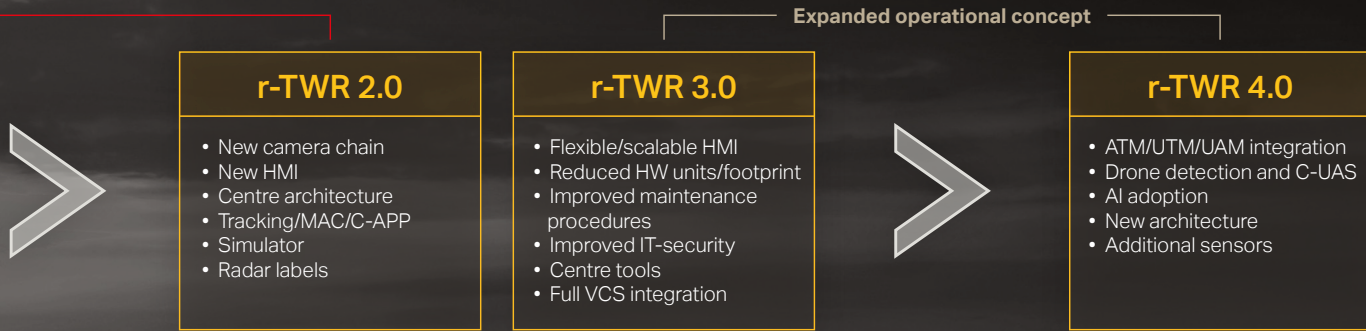 Expanded operational concept
r-TWR 2.0
• New camera chain
• New HMI
• Centre architecture
• Tracking/MAC/C-APP
• Simulator
• Radar labels
r-TWR 3.0
• Flexible/scalable HMI
• Reduced HW units/footprint
• Improved maintenance
procedures
• Improved IT-security
• Centre tools
• Full VCS integration
r-TWR 4.0
• ATM/UTM/UAM integration
• Drone detection and C-UAS
• AI adoption
• New architecture
• Additional sensors